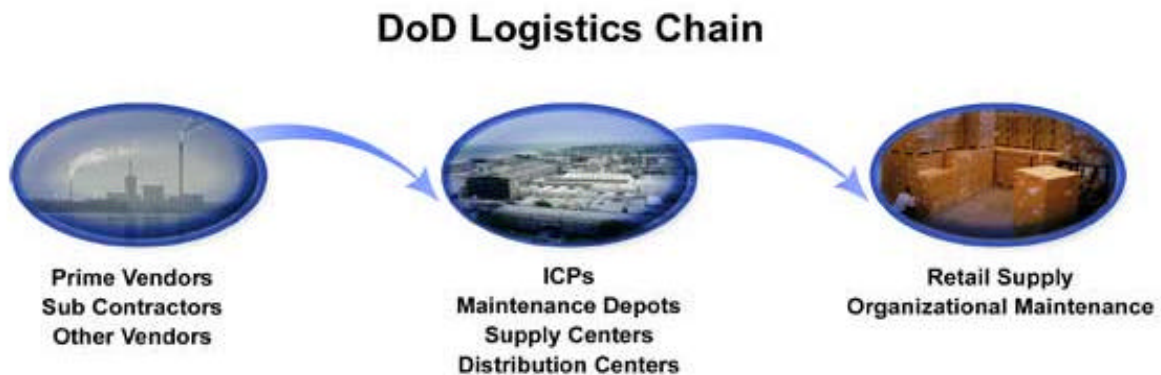 DoD Logistics Chain
Prime Vendors
Sub Contractors
Other Vendors
ICPs
Maintenance Depots
Supply Centers
Distribution Centers
Retail Supply
Organizational Maintenance